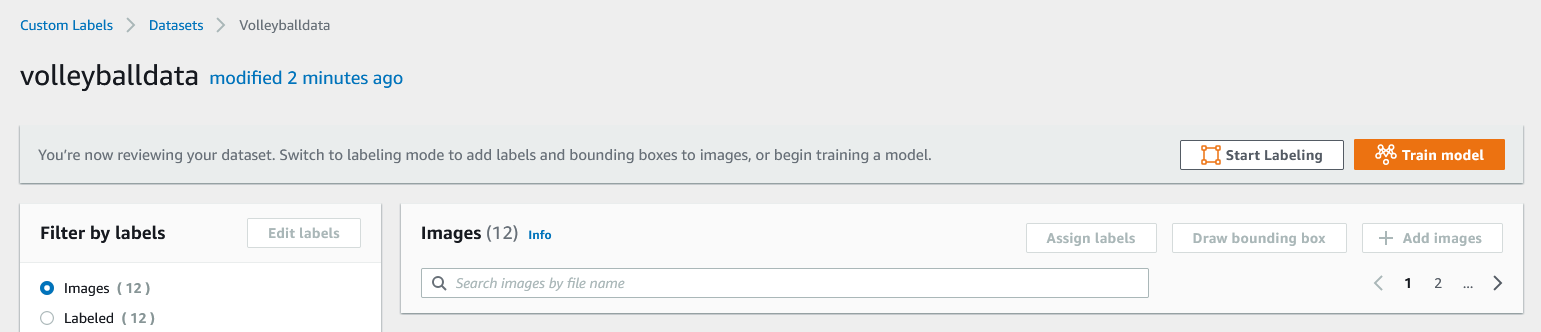 Custom Labels > Datasets > Volleyballdata
volleyballdata modified 2 minutes ago
You're now reviewing your dataset. Switch to labeling mode to add labels and bounding boxes to images, or begin training a model. Start Labeling Train model
Filter by labels Edit labels
Images (12) Info Assign labels Draw bounding box + Add images
Images ( 12 )
Search images by file name < 1 2 ... >
Labeled ( 12 )